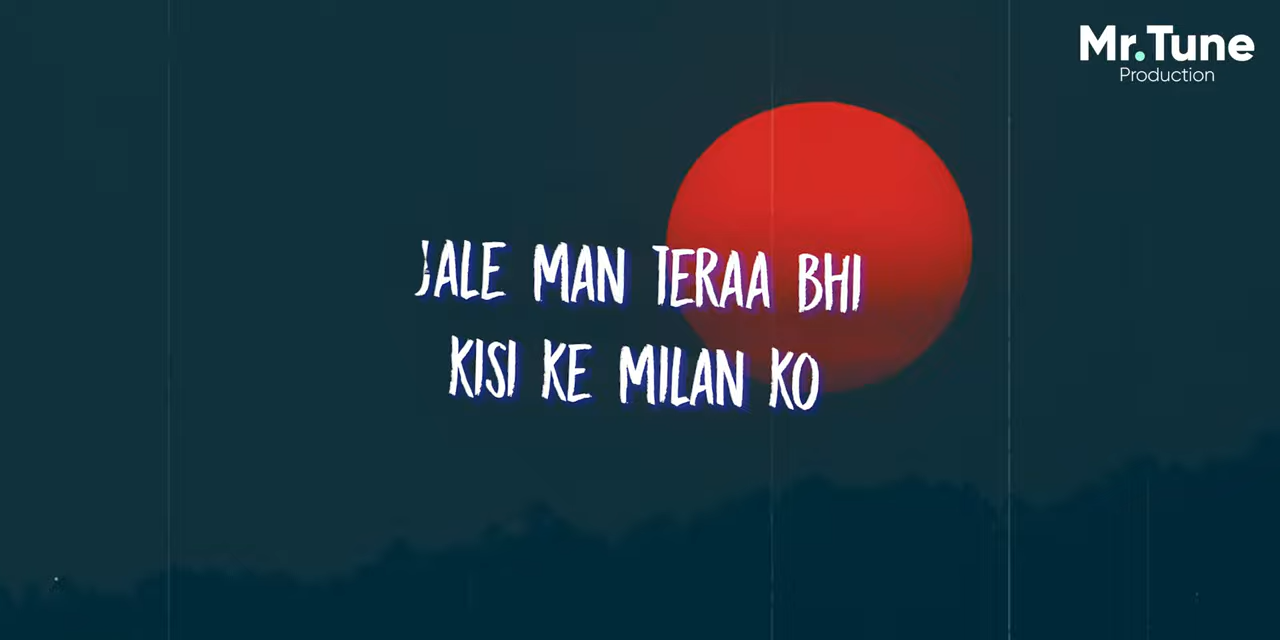 Mr.Tune
Production
JALE MAN TERAA BHI
KISI KE MILAN KO